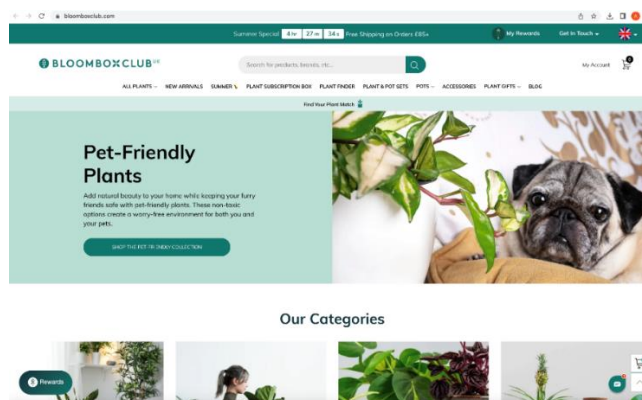 bloomboxclub.com
Summer Special 4 hr 27 m 34 s Free Shipping on Orders £85+
My Rewards
Get In Touch
BLOOMBOXCLUB UK
Search for products, brands, etc...
My Account
0
ALL PLANTS NEW ARRIVALS SUMMER PLANT SUBSCRIPTION BOX PLANT FINDER PLANT & POT SETS POTS ACCESSORIES PLANT GIFTS BLOG
Find Your Plant Match
Pet-Friendly
Plants
Add natural beauty to your home while keeping your furry
friends safe with pet-friendly plants. These non-toxic
options create a worry-free environment for both you and
your pets.
SHOP THE PET-FRIENDLY COLLECTION
Our Categories
Rewards